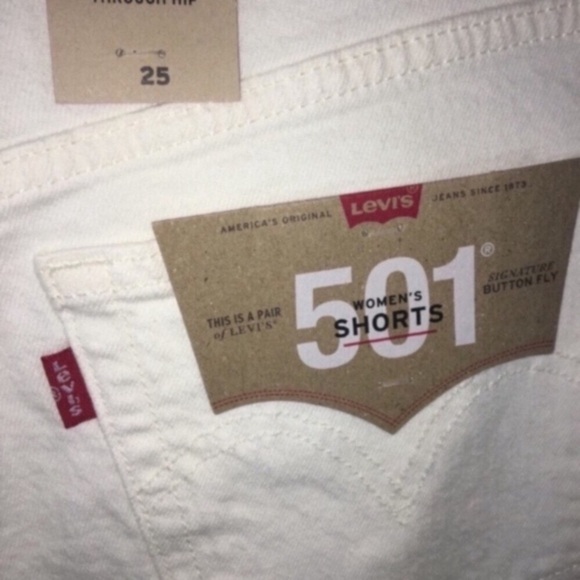 THROUGH HIP
25
AMERICA'S ORIGINAL
Levi's®
JEANS SINCE 1873
501®
WOMEN'S
SHORTS
THIS IS A PAIR
of LEVI'S®
SIGNATURE
BUTTON FLY
LEVI'S®